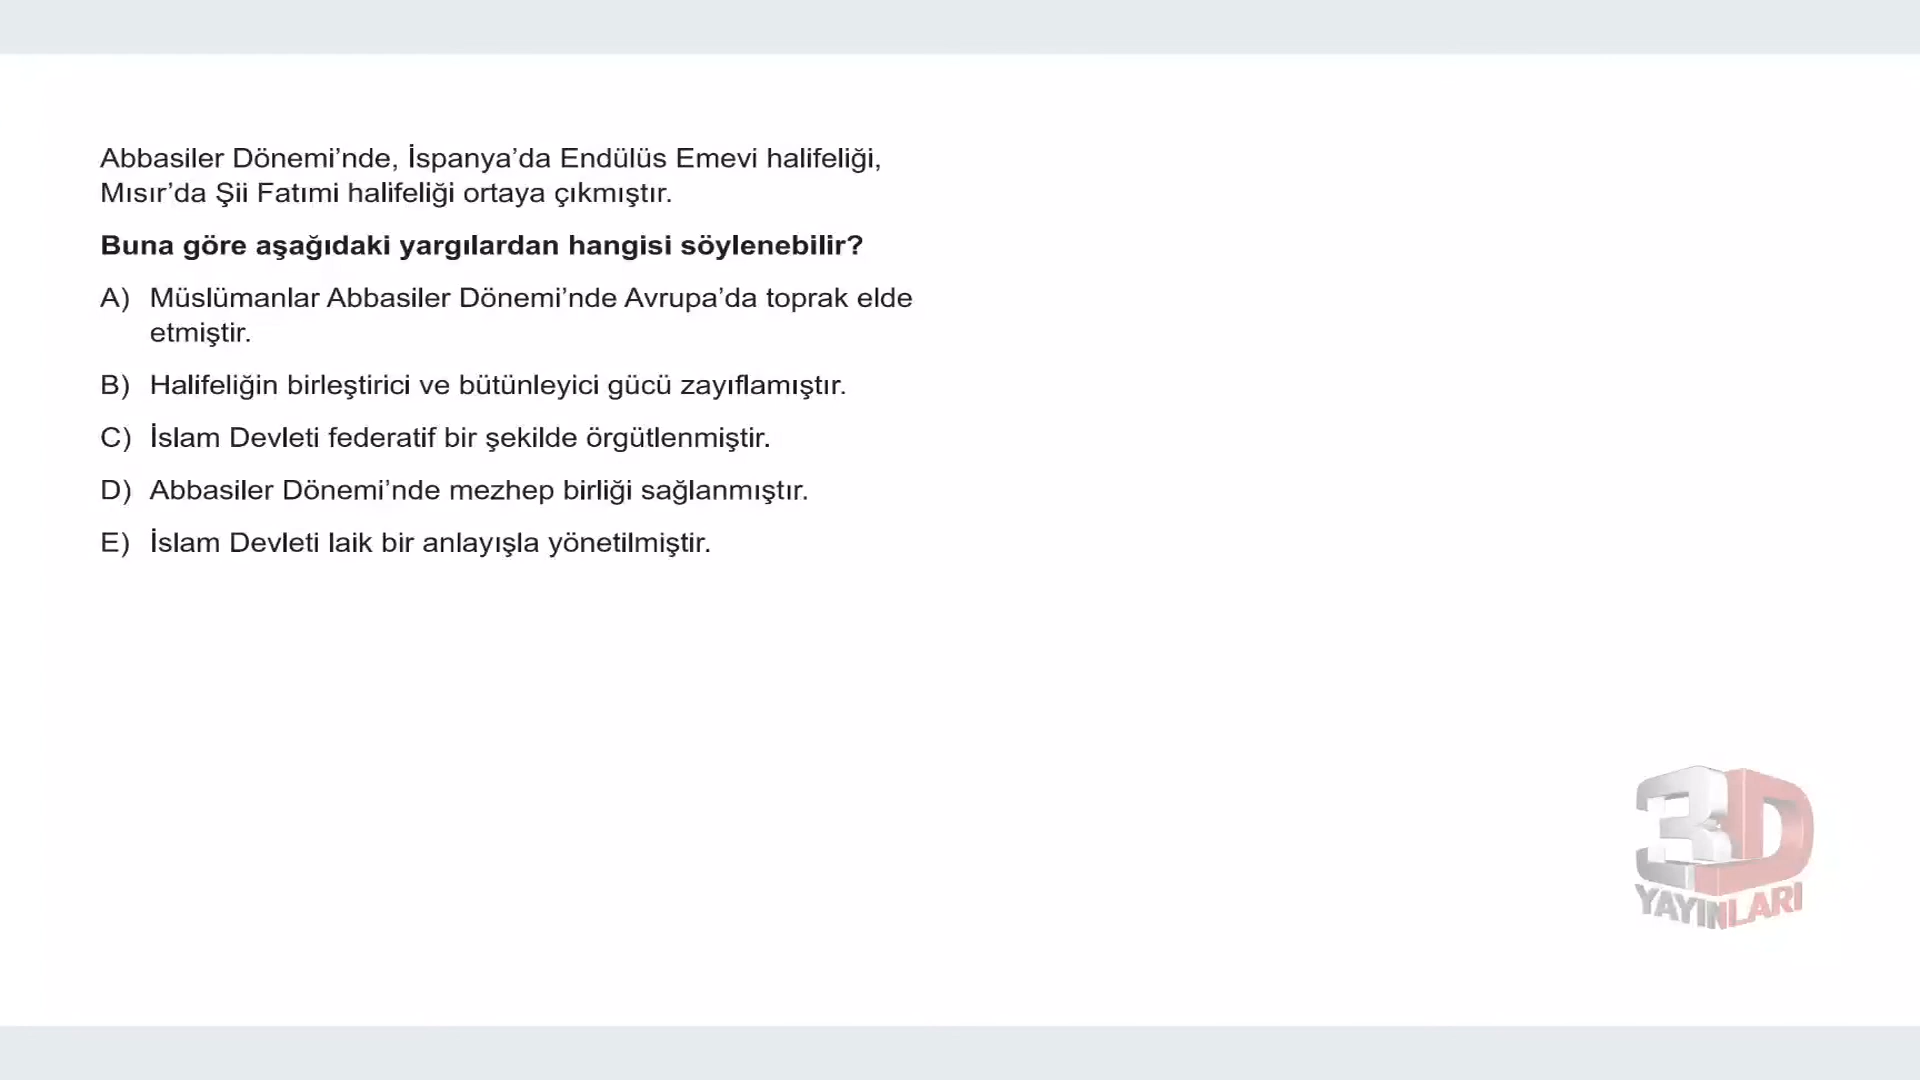 Abbasiler Dönemi’nde, İspanya’da Endülüs Emevi halifeliği,
Mısır’da Şii Fatımi halifeliği ortaya çıkmıştır.
Buna göre aşağıdaki yargılardan hangisi söylenebilir?
A) Müslümanlar Abbasiler Dönemi’nde Avrupa’da toprak elde
etmiştir.
B) Halifeliğin birleştirici ve bütünleyici gücü zayıflamıştır.
C) İslam Devleti federatif bir şekilde örgütlenmiştir.
D) Abbasiler Dönemi’nde mezhep birliği sağlanmıştır.
E) İslam Devleti laik bir anlayışla yönetilmiştir.
3D
YAYINLARI